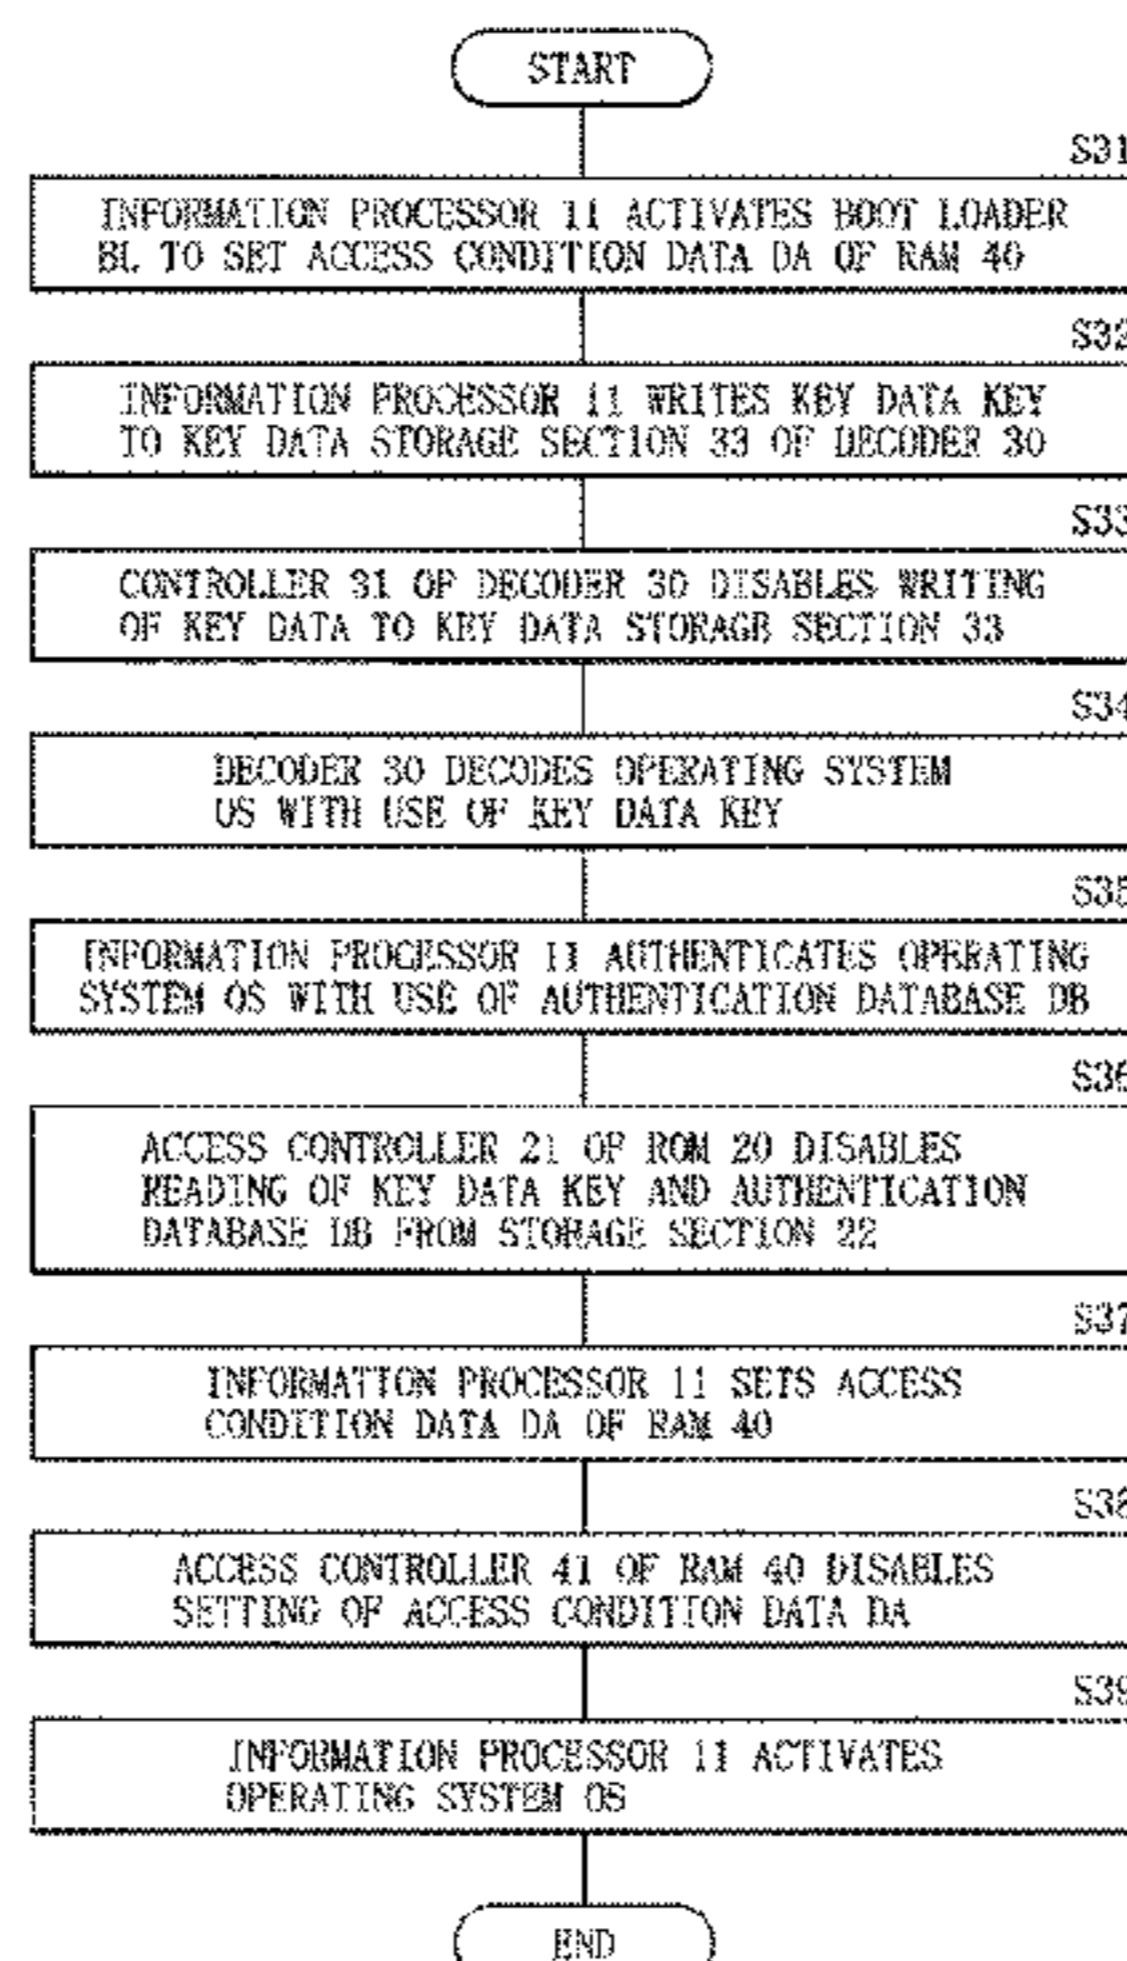 START
S31
INFORMATION PROCESSOR 11 ACTIVATES BOOT LOADER
BL TO SET ACCESS CONDITION DATA DA OF RAM 40
S32
INFORMATION PROCESSOR 11 WRITES KEY DATA KEY
TO KEY DATA STORAGE SECTION 33 OF DECODER 30
S33
CONTROLLER 31 OF DECODER 30 DISABLES WRITING
OF KEY DATA TO KEY DATA STORAGE SECTION 33
S34
DECODER 30 DECODES OPERATING SYSTEM
OS WITH USE OF KEY DATA KEY
S35
INFORMATION PROCESSOR 11 AUTHENTICATES OPERATING
SYSTEM OS WITH USE OF AUTHENTICATION DATABASE DB
S36
ACCESS CONTROLLER 21 OF ROM 20 DISABLES
READING OF KEY DATA KEY AND AUTHENTICATION
DATABASE DB FROM STORAGE SECTION 22
S37
INFORMATION PROCESSOR 11 SETS ACCESS
CONDITION DATA DA OF RAM 40
S38
ACCESS CONTROLLER 41 OF RAM 40 DISABLES
SETTING OF ACCESS CONDITION DATA DA
S39
INFORMATION PROCESSOR 11 ACTIVATES
OPERATING SYSTEM OS
END